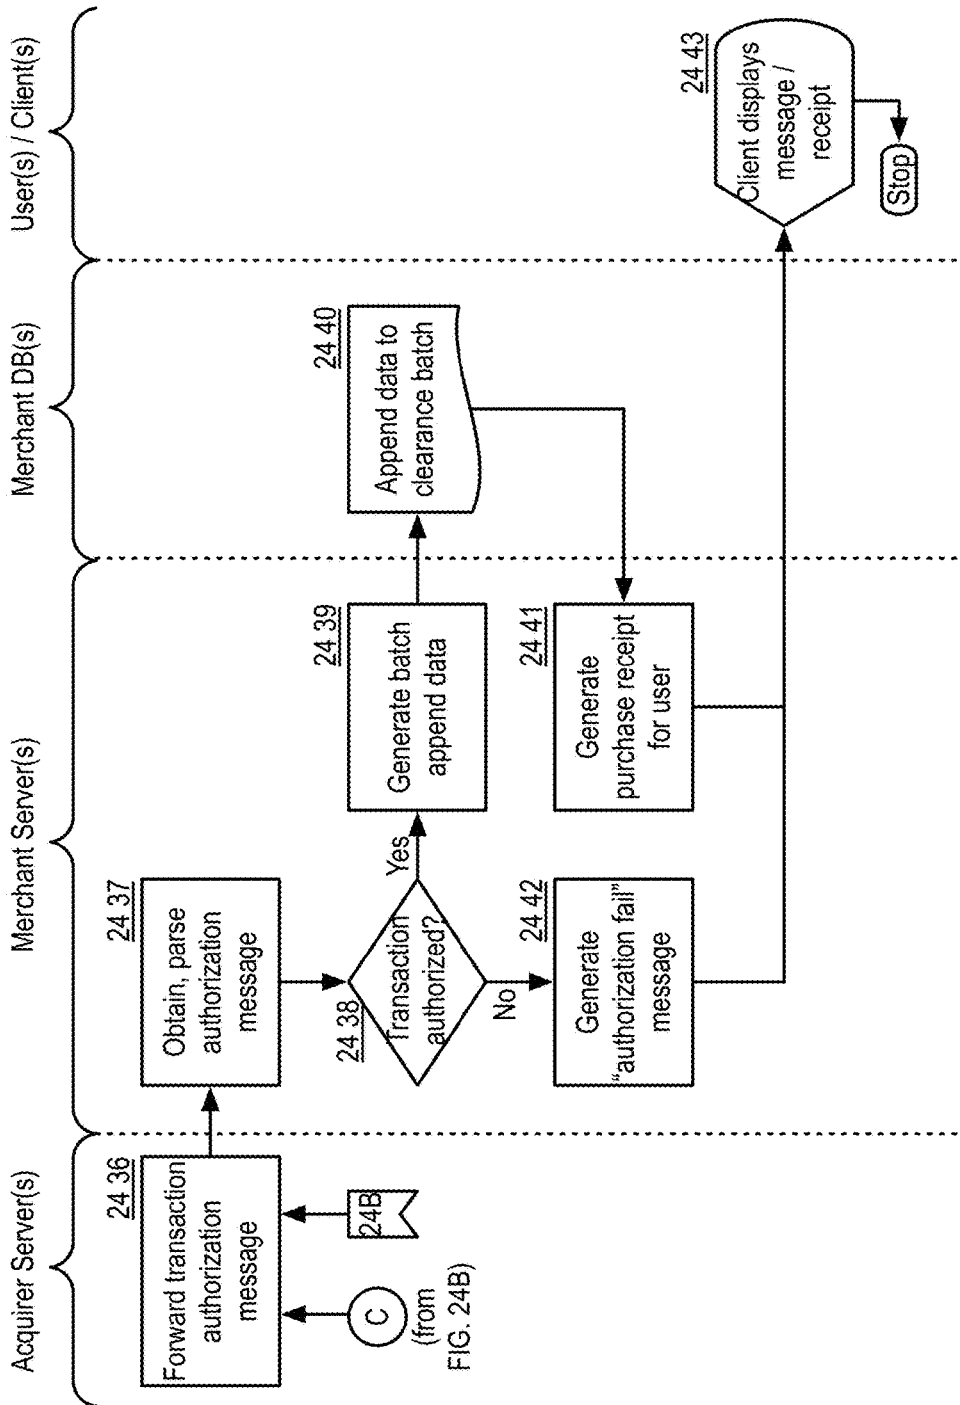 Acquirer Server(s)
Merchant Server(s)
Merchant DB(s)
User(s) / Client(s)
24 36
Forward transaction
authorization
message
C
(from
FIG. 24B)
24B
24 37
Obtain, parse
authorization
message
24 38
Transaction
authorized?
Yes
No
24 39
Generate batch
append data
24 40
Append data to
clearance batch
24 41
Generate
purchase receipt
for user
24 42
Generate
“authorization fail”
message
24 43
Client displays
message /
receipt
Stop